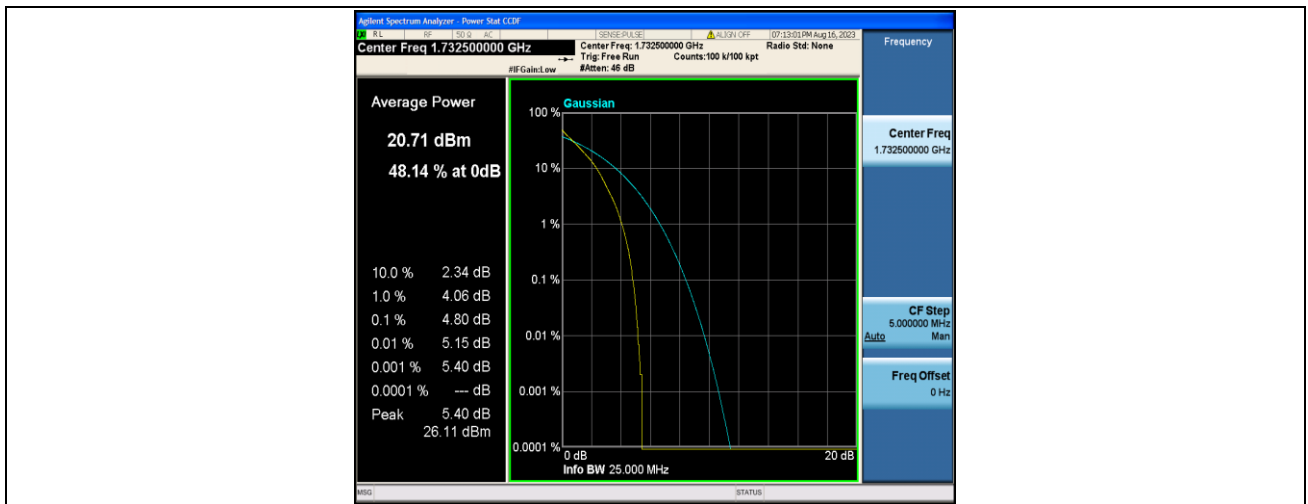 Agilent Spectrum Analyzer - Power Stat CCDF
RL RF 50 Ω AC SENSE:PULSE ALIGN OFF 07:13:01 PM Aug 16, 2023
Center Freq 1.732500000 GHz
Center Freq: 1.732500000 GHz Radio Std: None
Trig: Free Run Counts:100 k/100 kpt
#IFGain:Low #Atten: 46 dB
Frequency
Average Power
20.71 dBm
48.14 % at 0dB
10.0 % 2.34 dB
1.0 % 4.06 dB
0.1 % 4.80 dB
0.01 % 5.15 dB
0.001 % 5.40 dB
0.0001 % --- dB
Peak 5.40 dB
26.11 dBm
Gaussian
100 %
10 %
1 %
0.1 %
0.01 %
0.001 %
0.0001 %
0 dB 20 dB
Info BW 25.000 MHz
Center Freq
1.732500000 GHz
CF Step
5.000000 MHz
Auto Man
Freq Offset
0 Hz
MSG STATUS